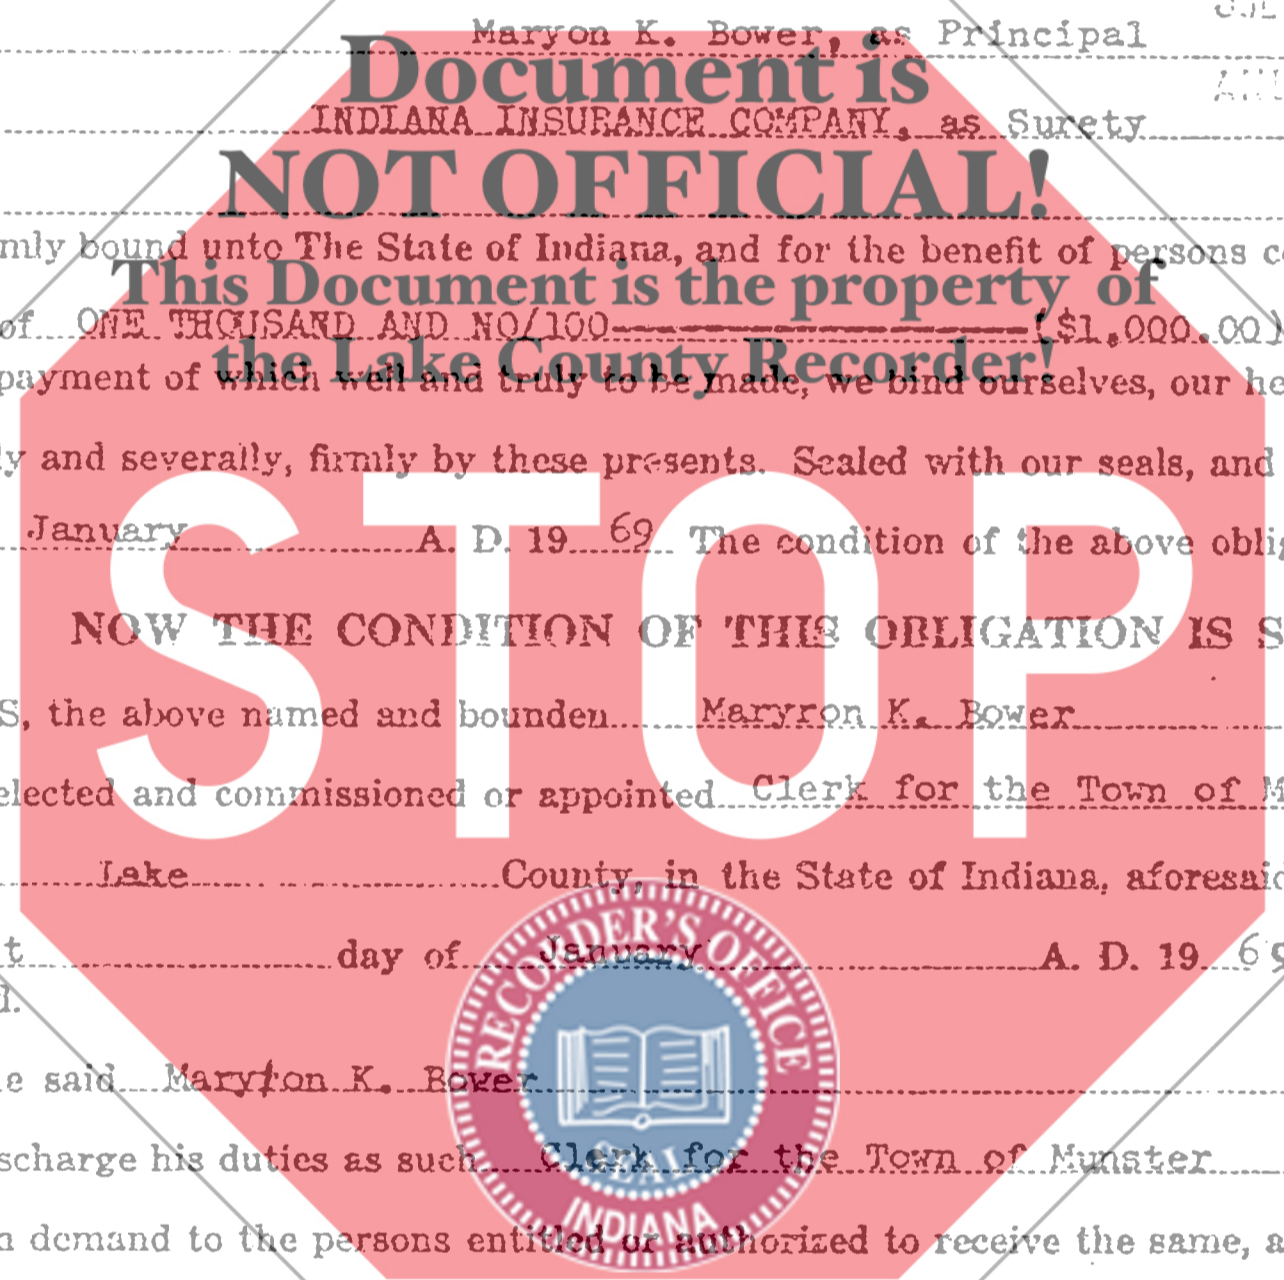 Maryon K. Bower, as Principal
Document is
INDIANA INSURANCE COMPANY, as Surety
NOT OFFICIAL!
mly bound unto The State of Indiana, and for the benefit of persons c
This Document is the property of
of ONE THOUSAND AND NO/100 ($1,000.00)
the Lake County Recorder!
payment of which well and truly to be made, we bind ourselves, our he
ly and severally, firmly by these presents. Sealed with our seals, and
STOP
January A. D. 19 69 The condition of the above oblig
NOW THE CONDITION OF THIS OBLIGATION IS S
S, the above named and bounden Maryron K. Bower
elected and commissioned or appointed Clerk for the Town of M
Lake County, in the State of Indiana, aforesaid
t day of January A. D. 19 69
d.
RECORDER'S OFFICE
e said Maryron K. Bower
scharge his duties as such Clerk for the Town of Munster
SEAL
INDIANA
n demand to the persons entitled or authorized to receive the same, a